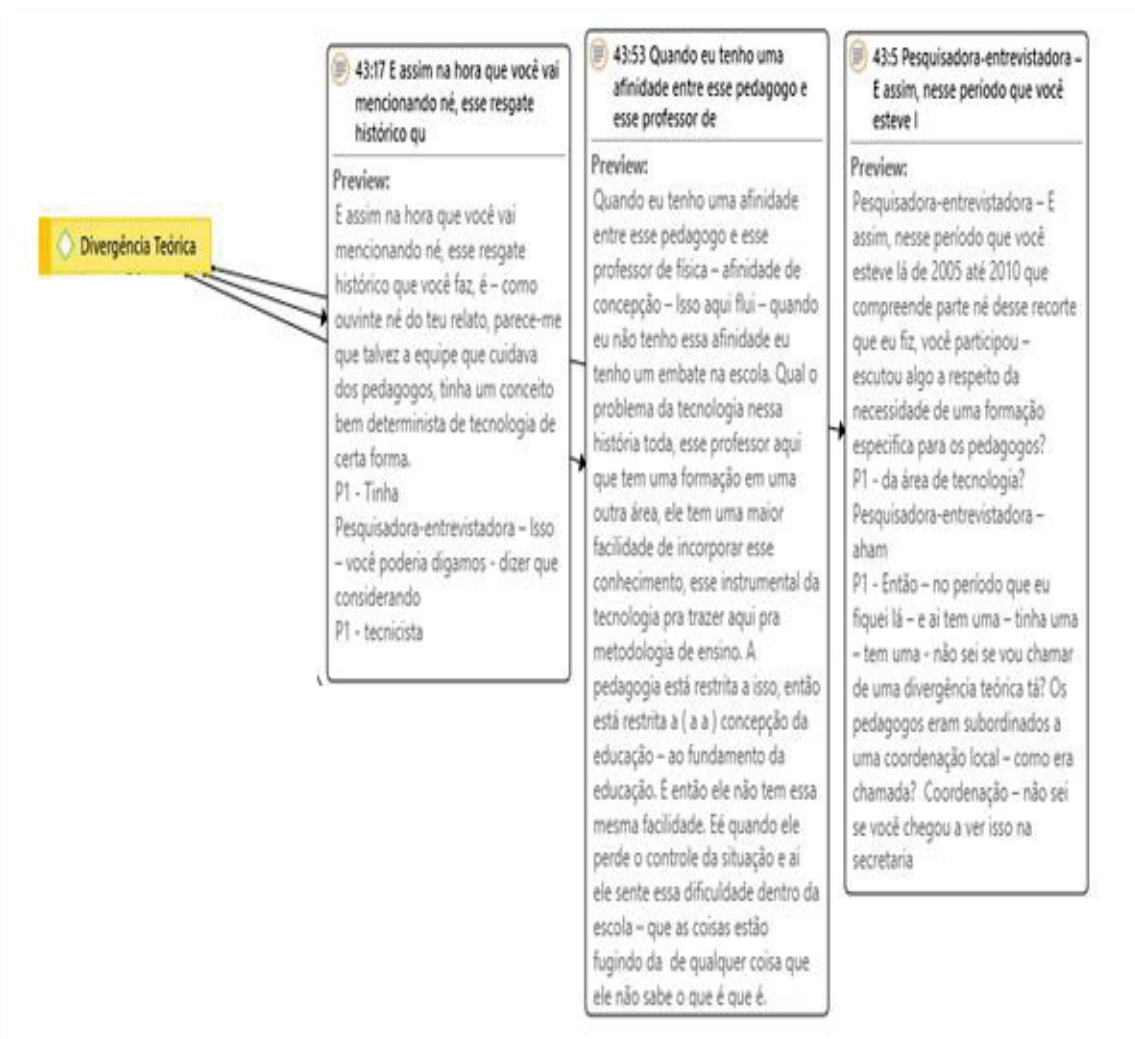 Divergência Teórica
43:17 E assim na hora que você vai
mencionando né, esse resgate
histórico qu
Preview:
E assim na hora que você vai
mencionando né, esse resgate
histórico que você faz, é – como
ouvinte né do teu relato, parece-me
que talvez a equipe que cuidava
dos pedagogos, tinha um conceito
bem determinista de tecnologia de
certa forma.
P1 - Tinha
Pesquisadora-entrevistadora – Isso
– você poderia digamos - dizer que
considerando
P1 - tecnicista
43:53 Quando eu tenho uma
afinidade entre esse pedagogo e
esse professor de
Preview:
Quando eu tenho uma afinidade
entre esse pedagogo e esse
professor de física – afinidade de
concepção – Isso aqui flui – quando
eu não tenho essa afinidade eu
tenho um embate na escola. Qual o
problema da tecnologia nessa
história toda, esse professor aqui
que tem uma formação em uma
outra área, ele tem uma maior
facilidade de incorporar esse
conhecimento, esse instrumental da
tecnologia pra trazer aqui pra
metodologia de ensino. A
pedagogia está restrita a isso, então
está restrita a ( a a ) concepção da
educação – ao fundamento da
educação. E então ele não tem essa
mesma facilidade. Eé quando ele
perde o controle da situação e aí
ele sente essa dificuldade dentro da
escola – que as coisas estão
fugindo da de qualquer coisa que
ele não sabe o que é que é.
43:5 Pesquisadora-entrevistadora –
E assim, nesse período que você
esteve l
Preview:
Pesquisadora-entrevistadora – E
assim, nesse período que você
esteve lá de 2005 até 2010 que
compreende parte né desse recorte
que eu fiz, você participou –
escutou algo a respeito da
necessidade de uma formação
especifica para os pedagogos?
P1 - da área de tecnologia?
Pesquisadora-entrevistadora –
aham
P1 - Então – no período que eu
fiquei lá – e ai tem uma – tinha uma
– tem uma - não sei se vou chamar
de uma divergência teórica tá? Os
pedagogos eram subordinados a
uma coordenação local – como era
chamada? Coordenação – não sei
se você chegou a ver isso na
secretaria